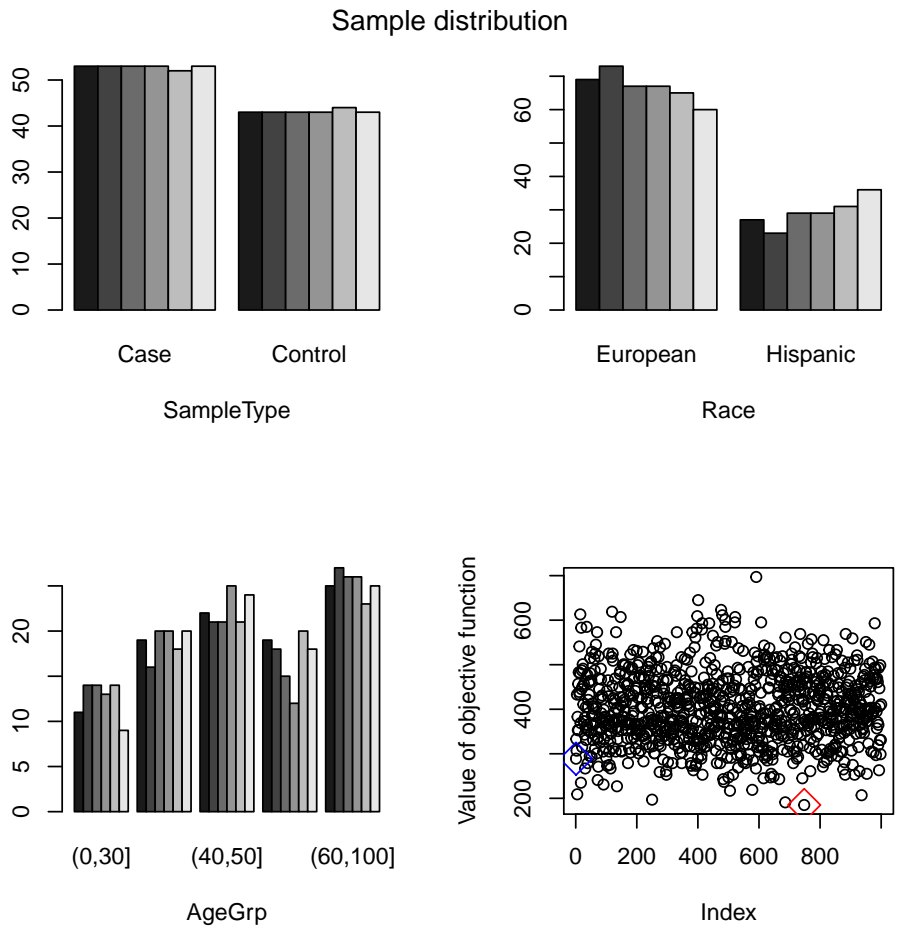 Sample distribution
0 10 20 30 40 50
Case Control
SampleType
0 20 40 60
European Hispanic
Race
0 5 10 20
(0,30] (40,50] (60,100]
AgeGrp
Value of objective function
200 400 600
0 200 400 600 800
Index